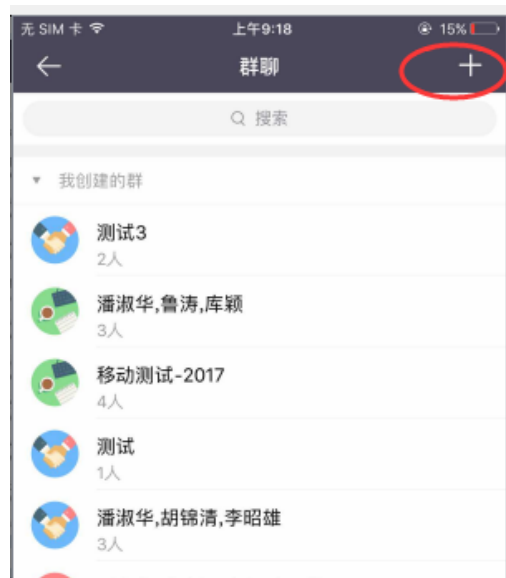 无 SIM 卡 上午9:18 15%
群聊
搜索
我创建的群
测试3
2人
潘淑华,鲁涛,库颖
3人
移动测试-2017
4人
测试
1人
潘淑华,胡锦清,李昭雄
3人